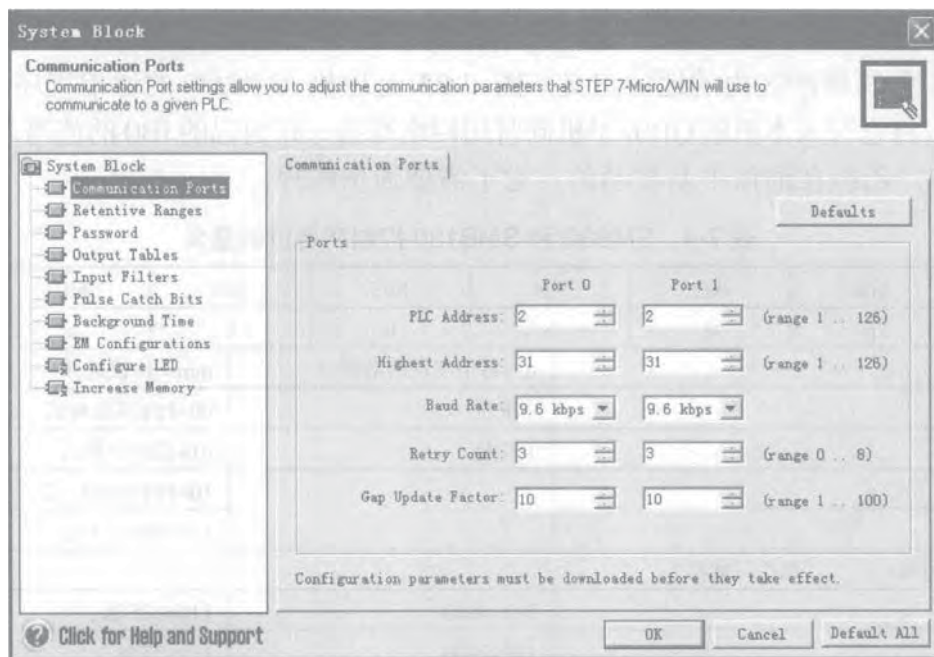 System Block
Communication Ports
Communication Port settings allow you to adjust the communication parameters that STEP 7-Micro/WIN will use to
communicate to a given PLC.
System Block
Communication Ports
Retentive Ranges
Password
Output Tables
Input Filters
Pulse Catch Bits
Background Time
EM Configurations
Configure LED
Increase Memory
Communication Ports
Defaults
Ports
Port 0 Port 1
PLC Address: 2 2 (range 1 .. 126)
Highest Address: 31 31 (range 1 .. 126)
Baud Rate: 9.6 kbps 9.6 kbps
Retry Count: 3 3 (range 0 .. 8)
Gap Update Factor: 10 10 (range 1 .. 100)
Configuration parameters must be downloaded before they take effect.
Click for Help and Support
OK Cancel Default All